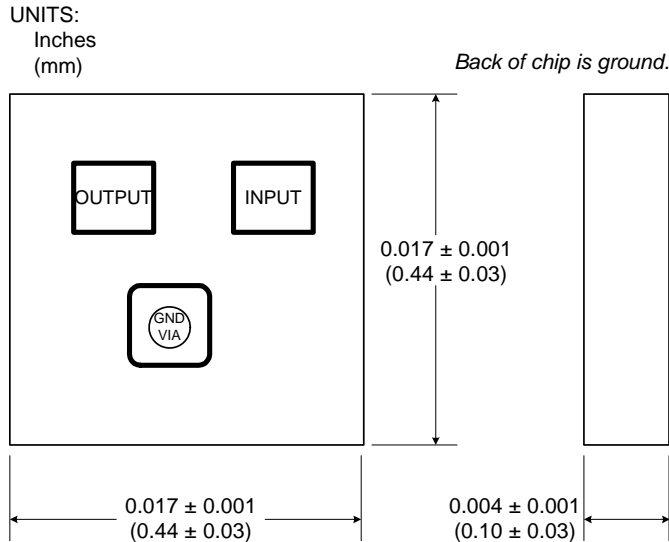 UNITS:
Inches
(mm)
Back of chip is ground.
OUTPUT
INPUT
GND
VIA
0.017 ± 0.001
(0.44 ± 0.03)
0.017 ± 0.001
(0.44 ± 0.03)
0.004 ± 0.001
(0.10 ± 0.03)